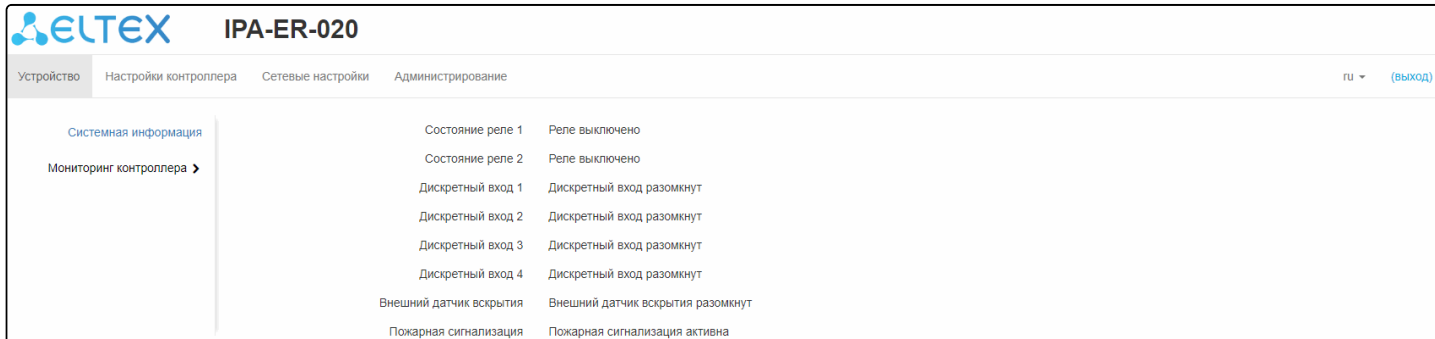 ELTEX IPA-ER-020
Устройство Настройки контроллера Сетевые настройки Администрирование ru (выход)
Системная информация
Мониторинг контроллера
Состояние реле 1 Реле выключено
Состояние реле 2 Реле выключено
Дискретный вход 1 Дискретный вход разомкнут
Дискретный вход 2 Дискретный вход разомкнут
Дискретный вход 3 Дискретный вход разомкнут
Дискретный вход 4 Дискретный вход разомкнут
Внешний датчик вскрытия Внешний датчик вскрытия разомкнут
Пожарная сигнализация Пожарная сигнализация активна